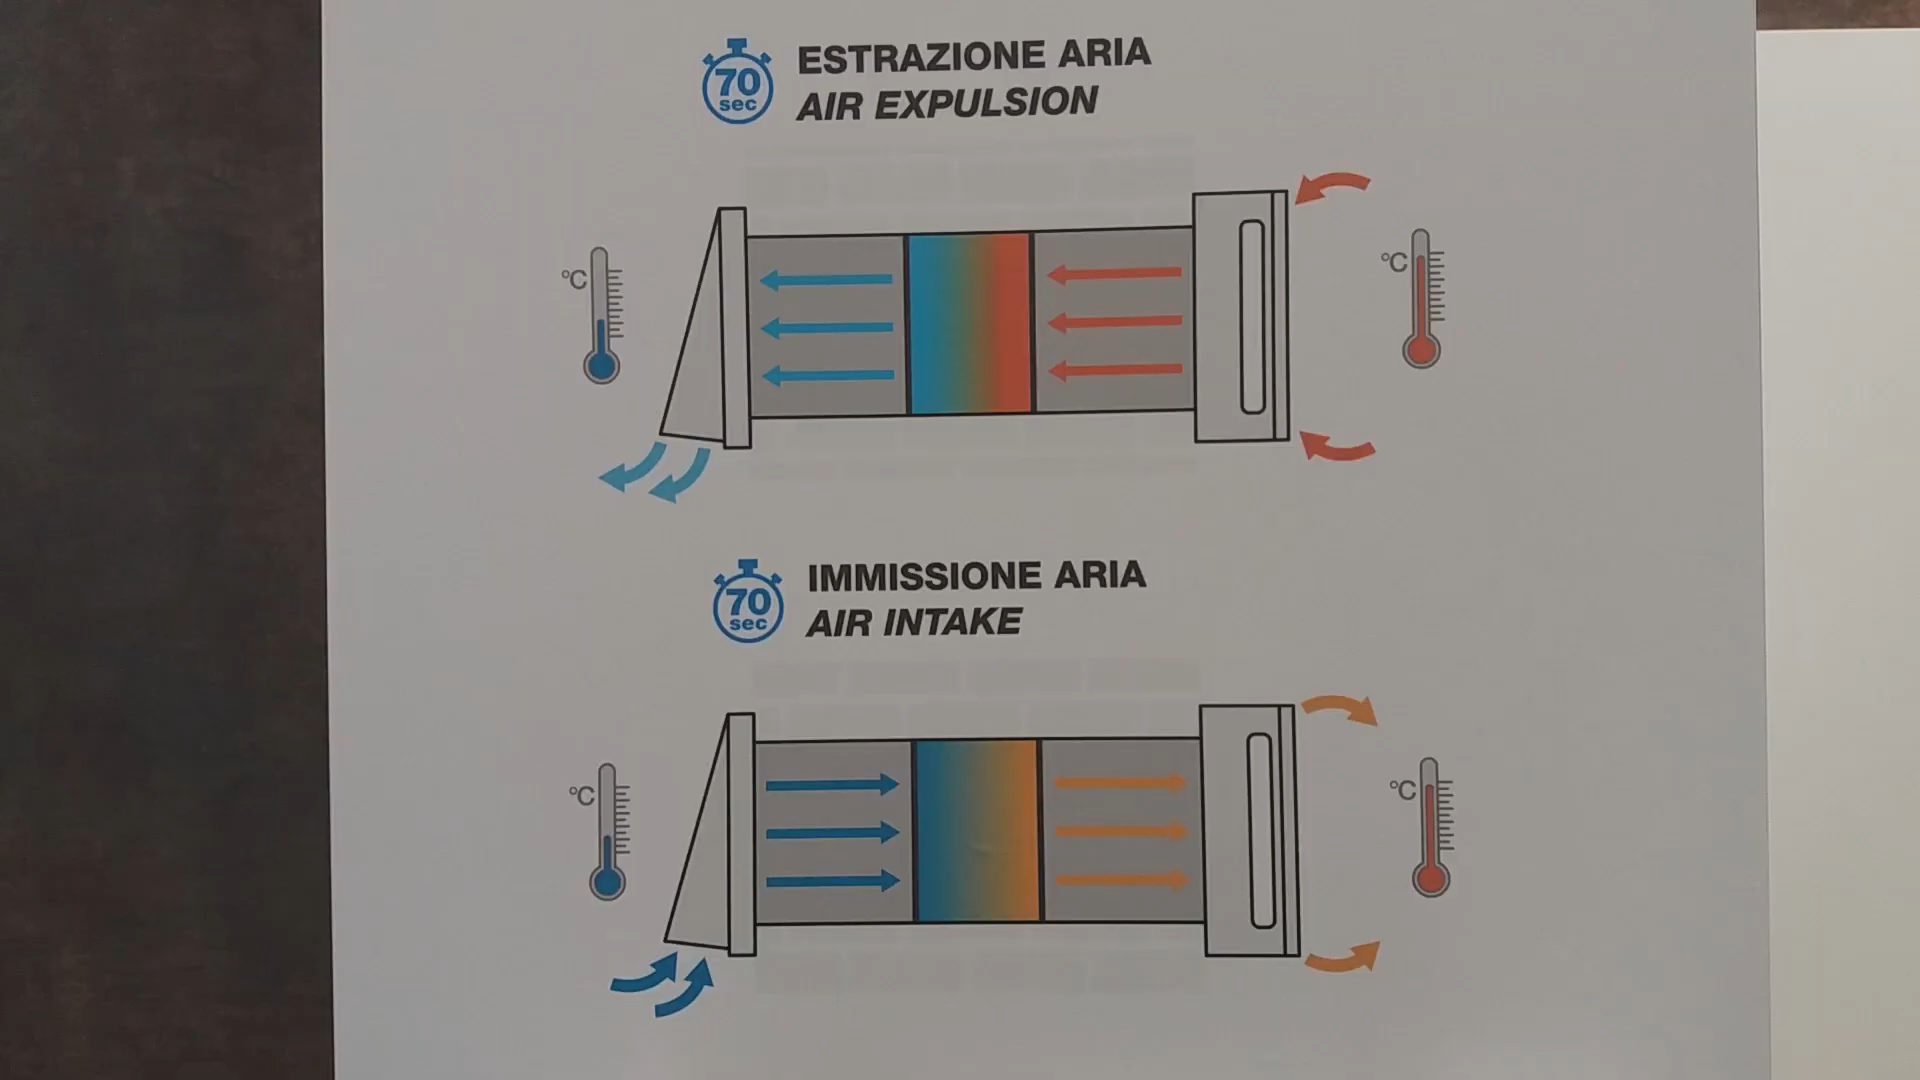 70
sec
ESTRAZIONE ARIA
AIR EXPULSION
°C
°C
70
sec
IMMISSIONE ARIA
AIR INTAKE
°C
°C